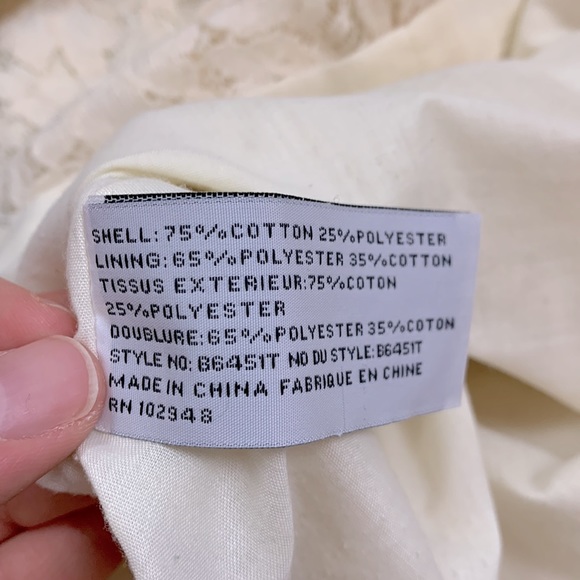 SHELL: 75%COTTON 25%POLYESTER
LINING: 65%POLYESTER 35%COTTON
TISSUS EXTERIEUR:75%COTON
25%POLYESTER
DOUBLURE:65%POLYESTER 35%COTON
STYLE NO: B6451T NO DU STYLE:B6451T
MADE IN CHINA FABRIQUE EN CHINE
RN 102948